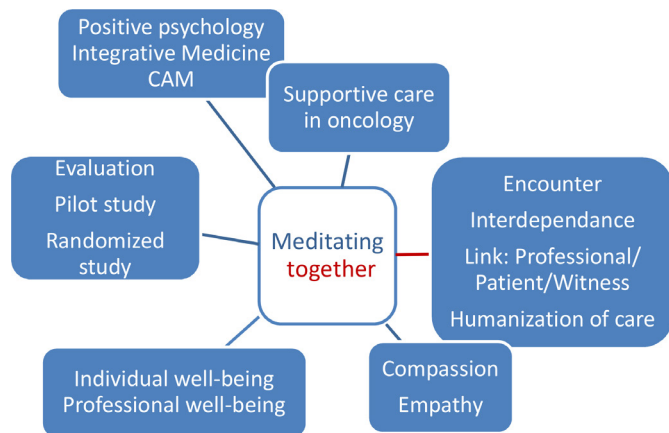 Positive psychology
Integrative Medicine
CAM
Supportive care
in oncology
Evaluation
Pilot study
Randomized
study
Meditating
together
Encounter
Interdependance
Link: Professional/
Patient/Witness
Humanization of care
Individual well-being
Professional well-being
Compassion
Empathy